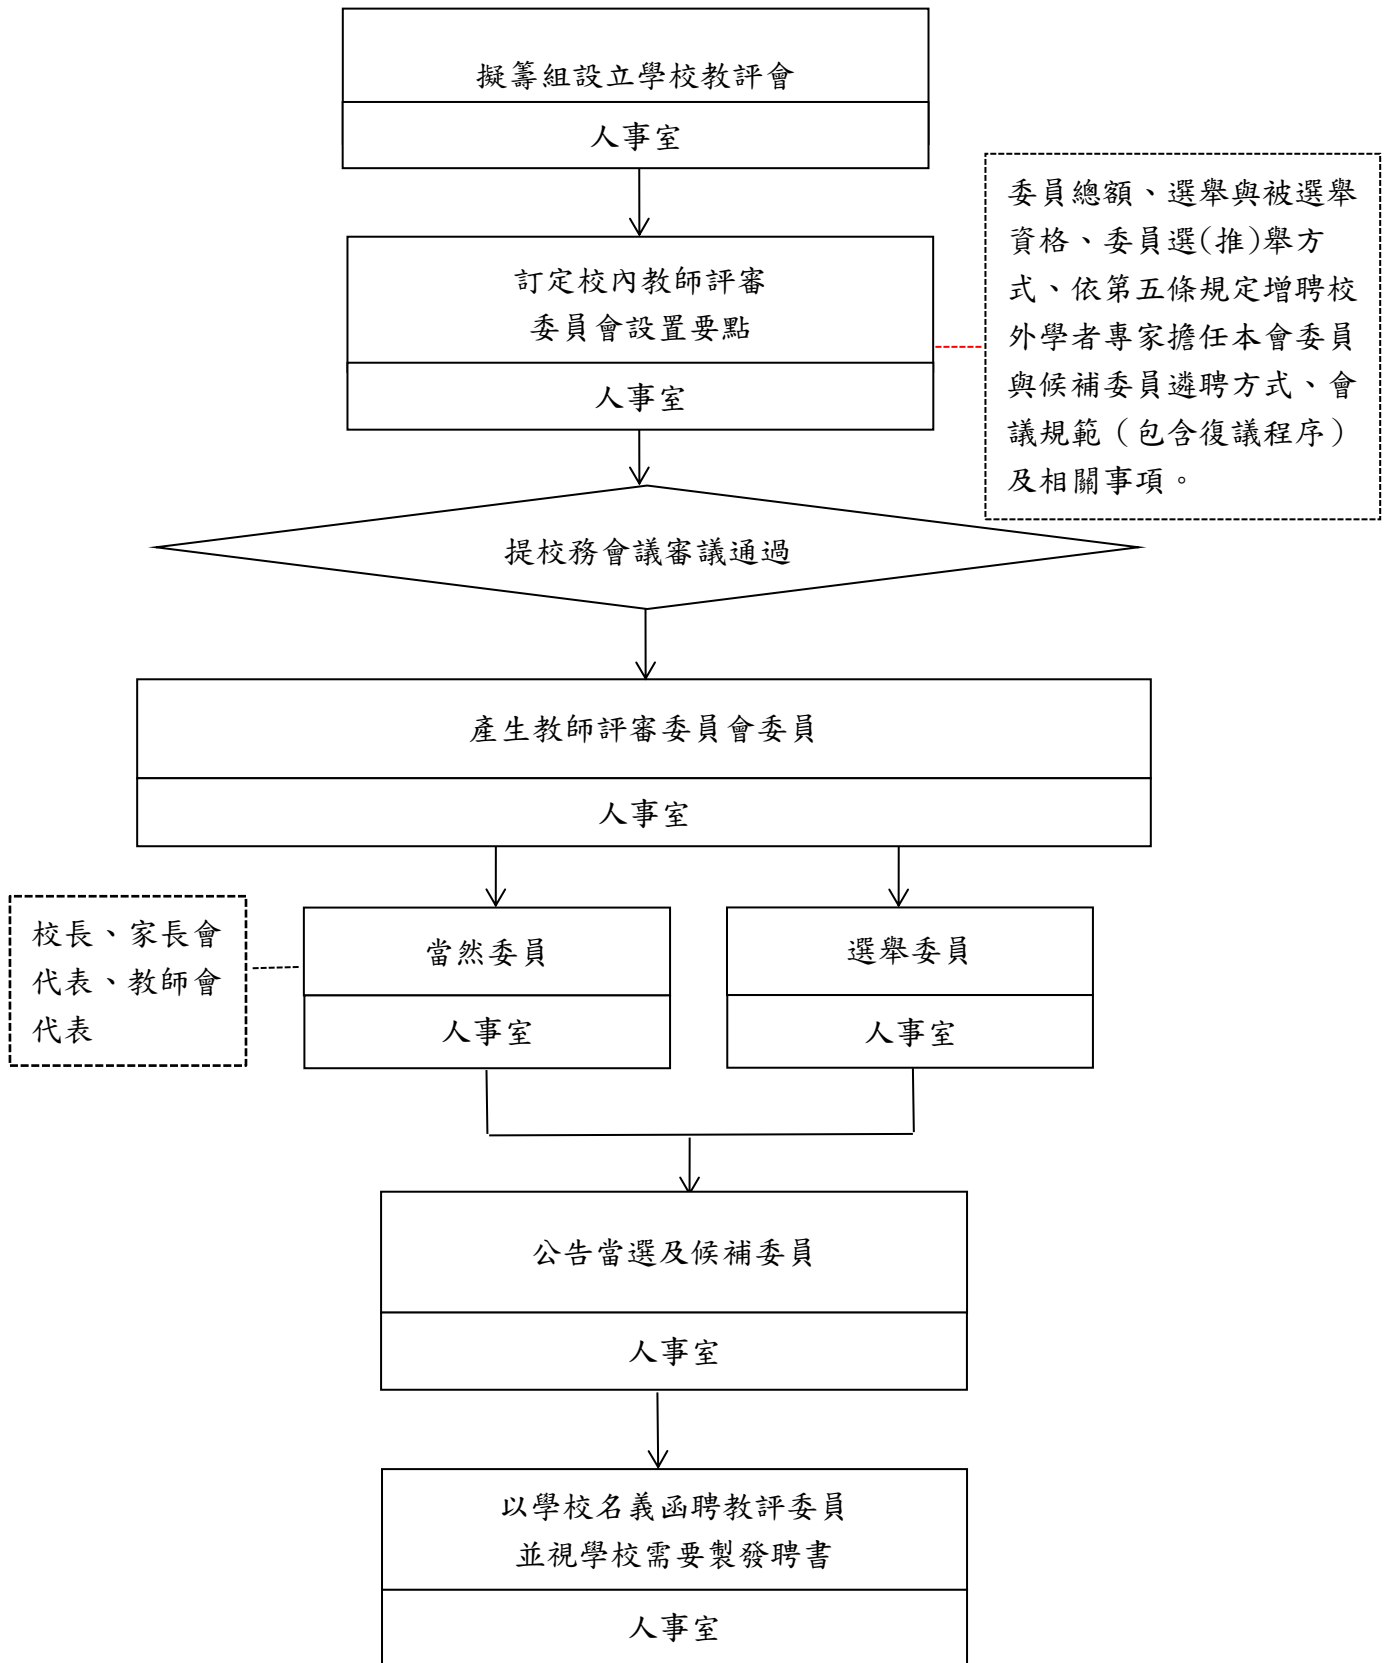 擬籌組設立學校教評會
人事室
訂定校內教師評審
委員會設置要點
人事室
委員總額、選舉與被選舉
資格、委員選(推)舉方
式、依第五條規定增聘校
外學者專家擔任本會委員
與候補委員遴聘方式、會
議規範（包含復議程序）
及相關事項。
提校務會議審議通過
產生教師評審委員會委員
人事室
校長、家長會
代表、教師會
代表
當然委員
人事室
選舉委員
人事室
公告當選及候補委員
人事室
以學校名義函聘教評委員
並視學校需要製發聘書
人事室